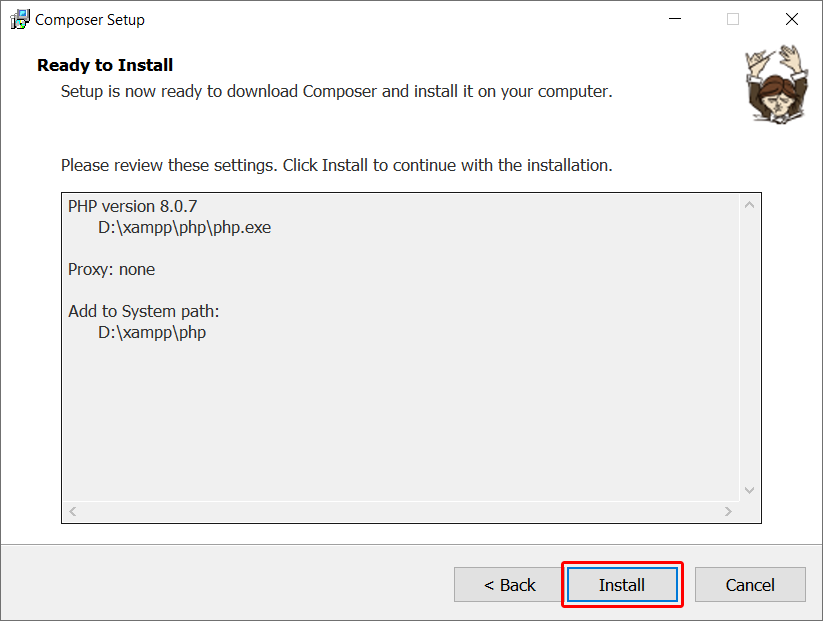 Composer Setup
Ready to Install
Setup is now ready to download Composer and install it on your computer.
Please review these settings. Click Install to continue with the installation.
PHP version 8.0.7
D:\xampp\php\php.exe
Proxy: none
Add to System path:
D:\xampp\php
< Back
Install
Cancel